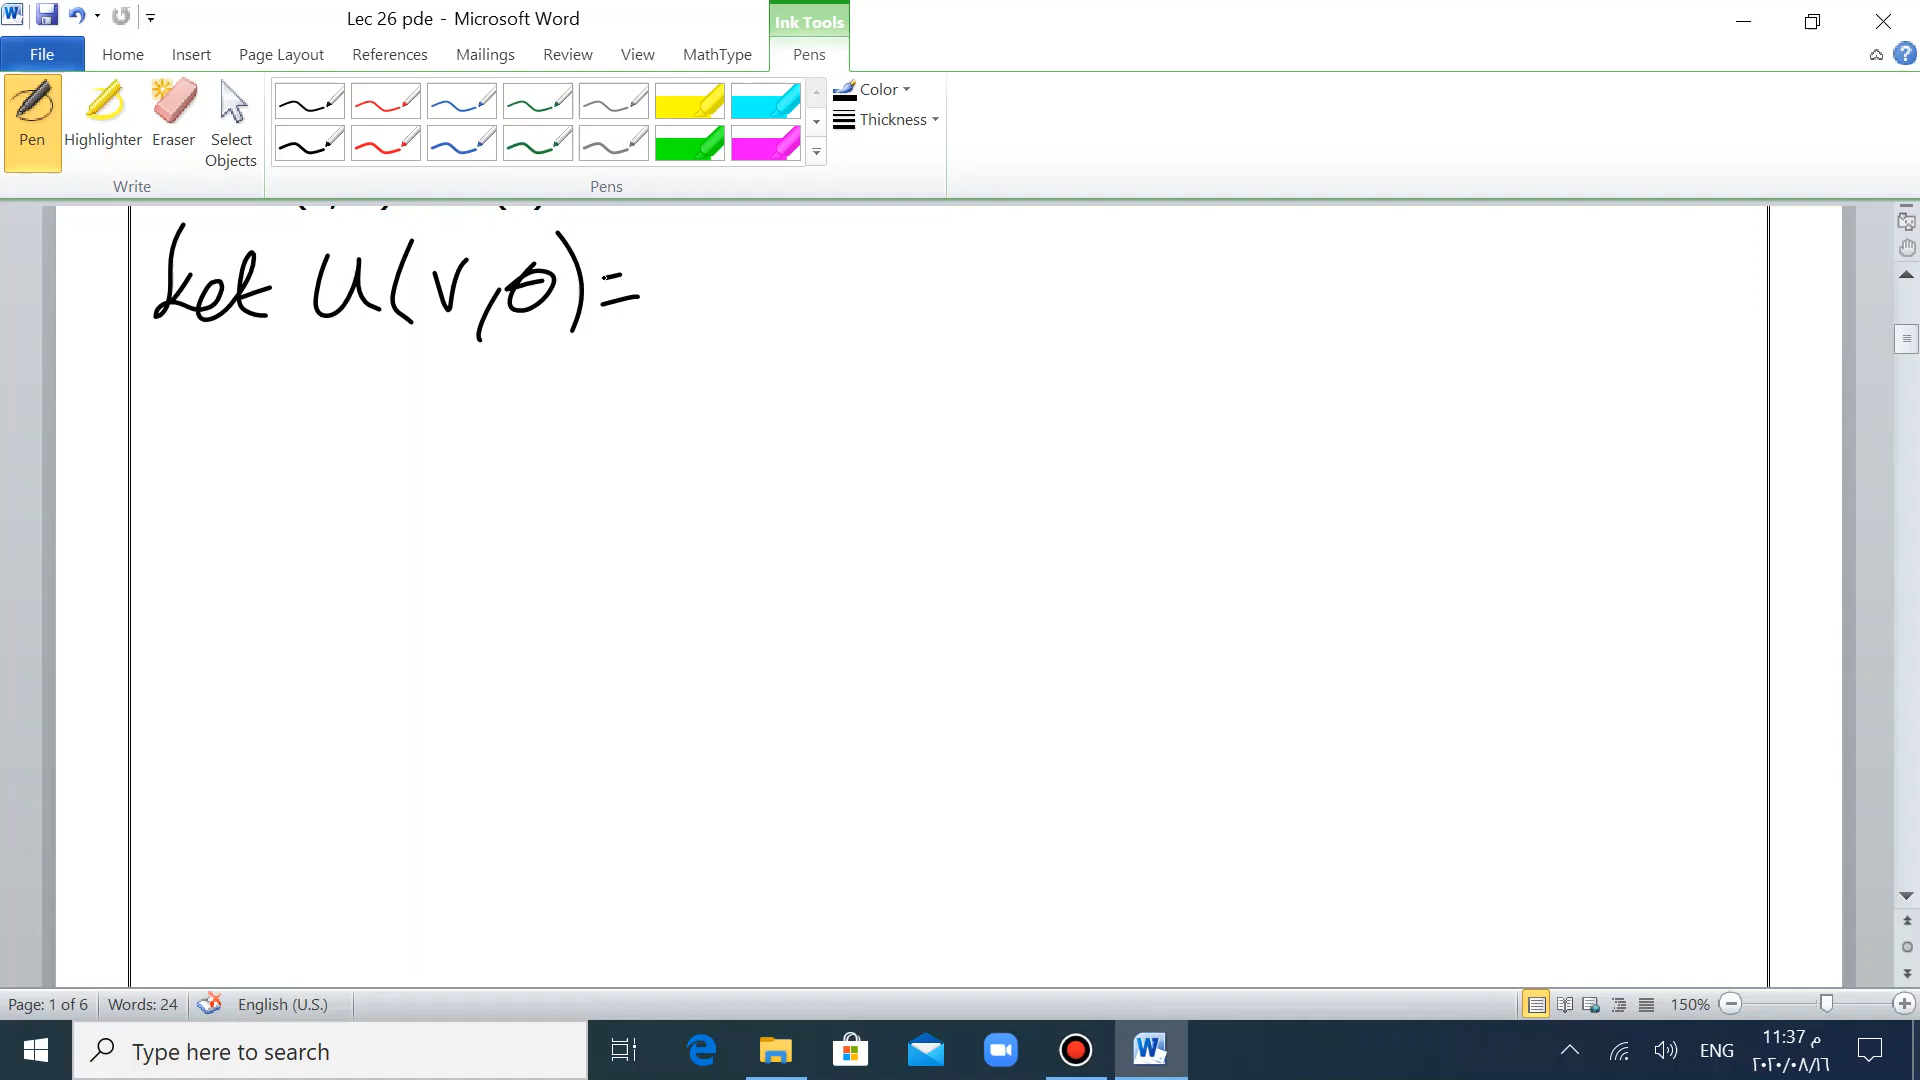 Lec 26 pde - Microsoft Word
Ink Tools
File Home Insert Page Layout References Mailings Review View MathType Pens
Pen Highlighter Eraser Select Objects
Color
Thickness
Write Pens
Let U(r,θ)=
Page: 1 of 6 Words: 24 English (U.S.) 150%
Type here to search
ENG
11:37 م
٢٠٢٠/٠٨/١٦